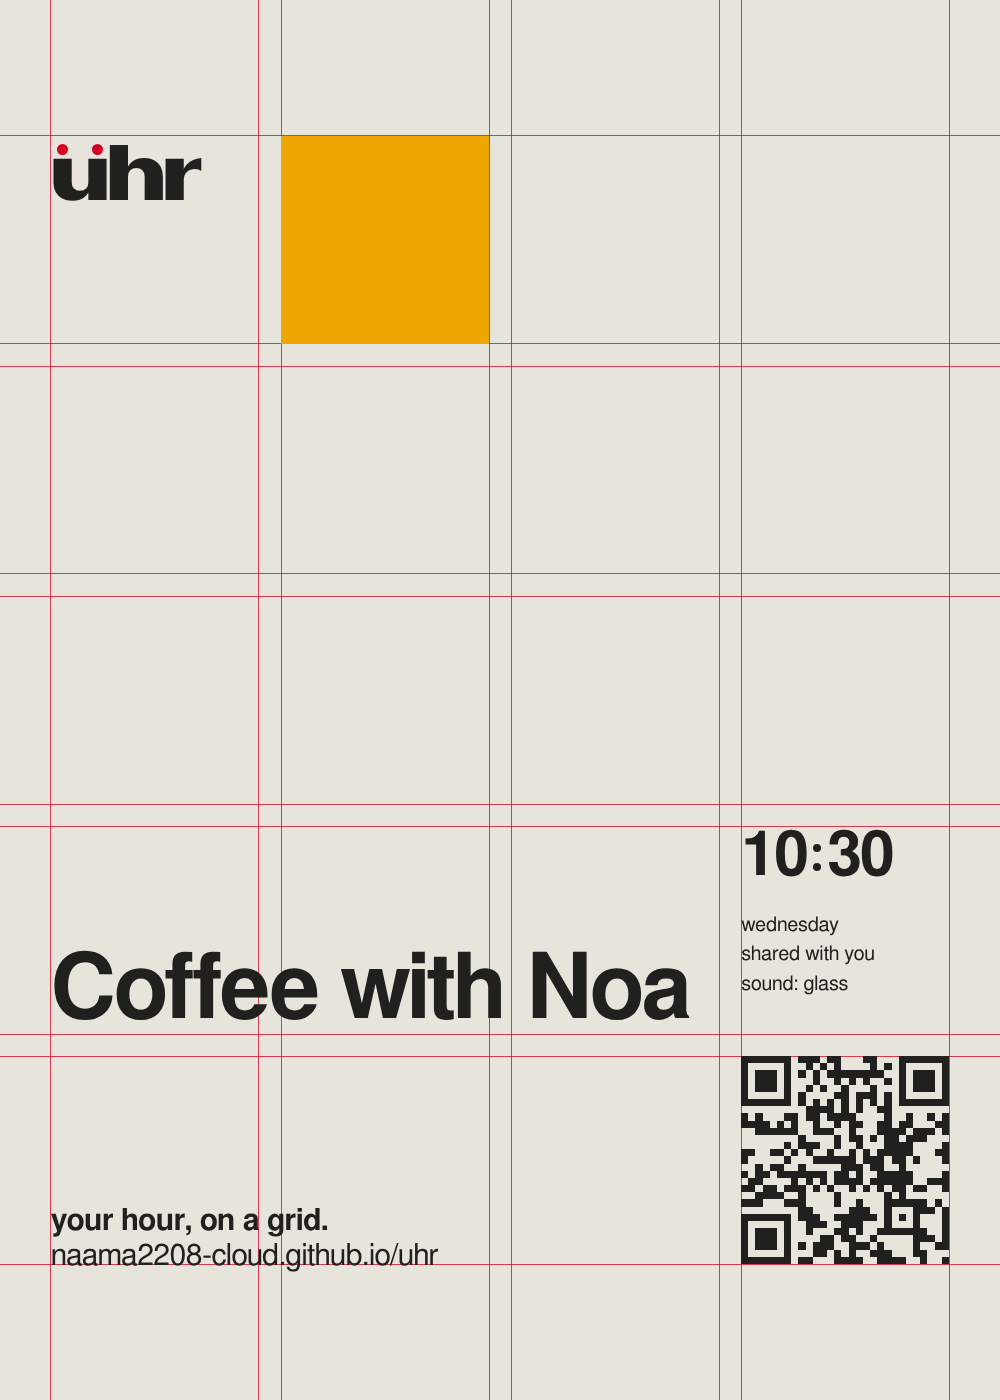 ühr
10:30
wednesday
shared with you
sound: glass
Coffee with Noa
your hour, on a grid.
naama2208-cloud.github.io/uhr